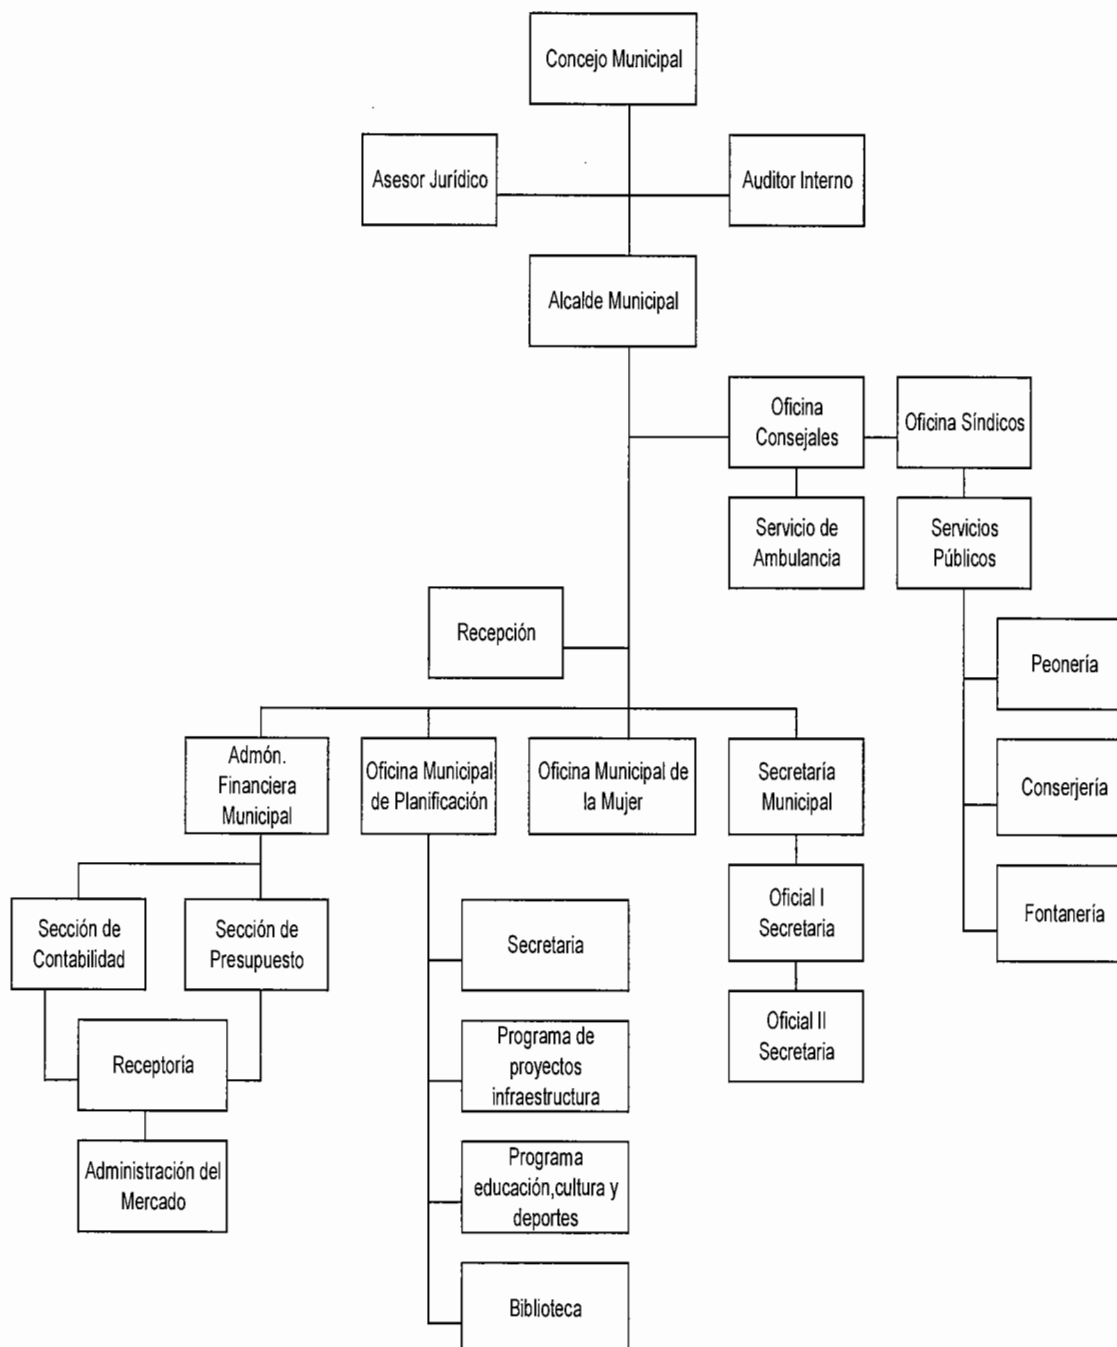 Concejo Municipal
Asesor Jurídico
Auditor Interno
Alcalde Municipal
Oficina
Consejales
Oficina Síndicos
Servicio de
Ambulancia
Servicios
Públicos
Recepción
Peonería
Admón.
Financiera
Municipal
Oficina Municipal
de Planificación
Oficina Municipal de
la Mujer
Secretaría
Municipal
Conserjería
Sección de
Contabilidad
Sección de
Presupuesto
Secretaria
Oficial I
Secretaria
Fontanería
Receptoría
Programa de
proyectos
infraestructura
Oficial II
Secretaria
Administración del
Mercado
Programa
educación,cultura y
deportes
Biblioteca